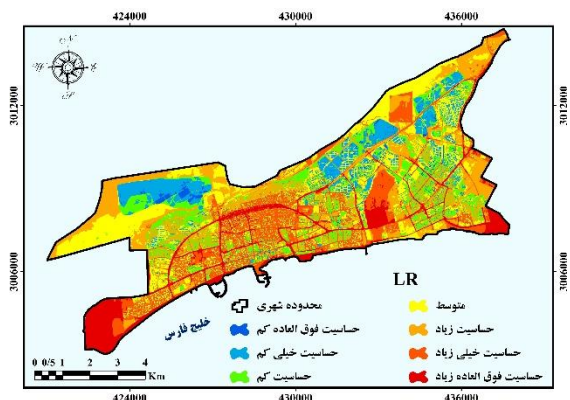 424000 430000 436000
N
W E
S
3012000 3012000
3006000 3006000
LR
محدوده شهری
متوسط
حساسیت فوق العاده کم
حساسیت زیاد
حساسیت خیلی کم
حساسیت خیلی زیاد
حساسیت کم
حساسیت فوق العاده زیاد
خلیج فارس
0 0/5 1 2 3 4
Km
424000 430000 436000